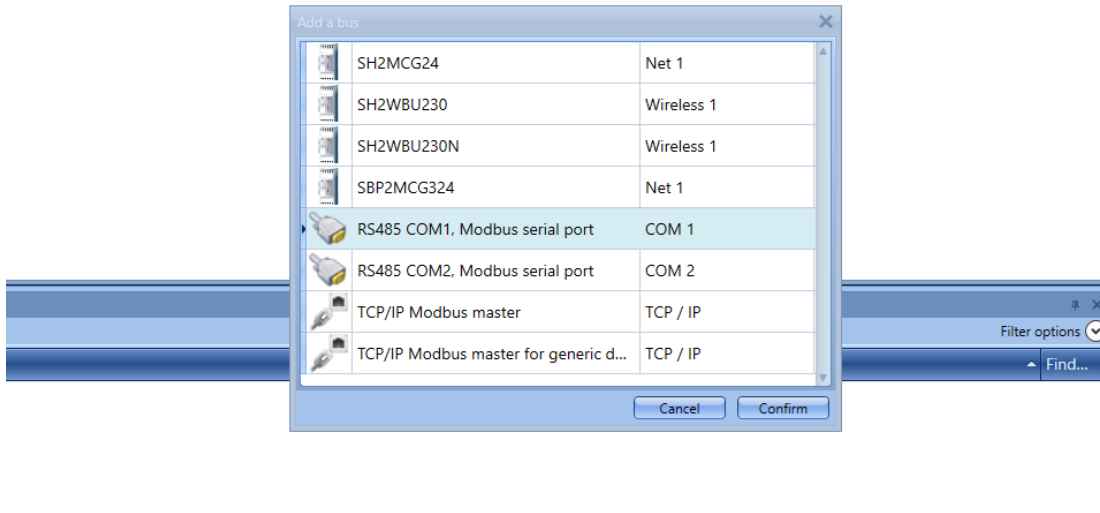 Add a bus
SH2MCG24 Net 1
SH2WBU230 Wireless 1
SH2WBU230N Wireless 1
SBP2MCG324 Net 1
RS485 COM1, Modbus serial port COM 1
RS485 COM2, Modbus serial port COM 2
TCP/IP Modbus master TCP / IP
TCP/IP Modbus master for generic d... TCP / IP
Cancel Confirm
Filter options
Find...